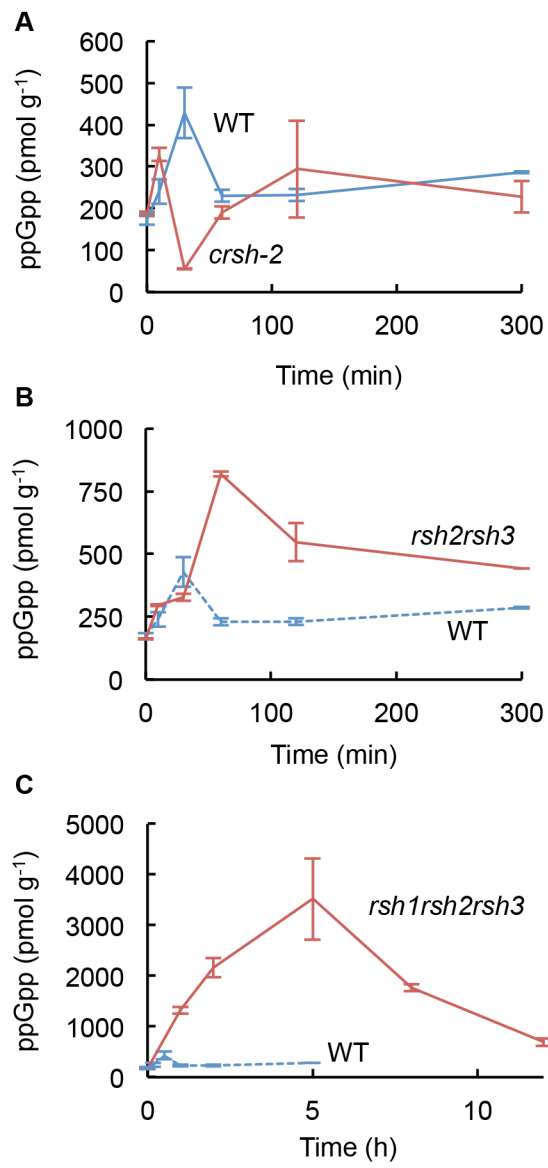 A
600
500
400
300
200
100
0
ppGpp (pmol g⁻¹)
WT
crsh-2
0 100 200 300
Time (min)
B
1000
750
500
250
0
ppGpp (pmol g⁻¹)
rsh2rsh3
WT
0 100 200 300
Time (min)
C
5000
4000
3000
2000
1000
0
ppGpp (pmol g⁻¹)
rsh1rsh2rsh3
WT
0 5 10
Time (h)